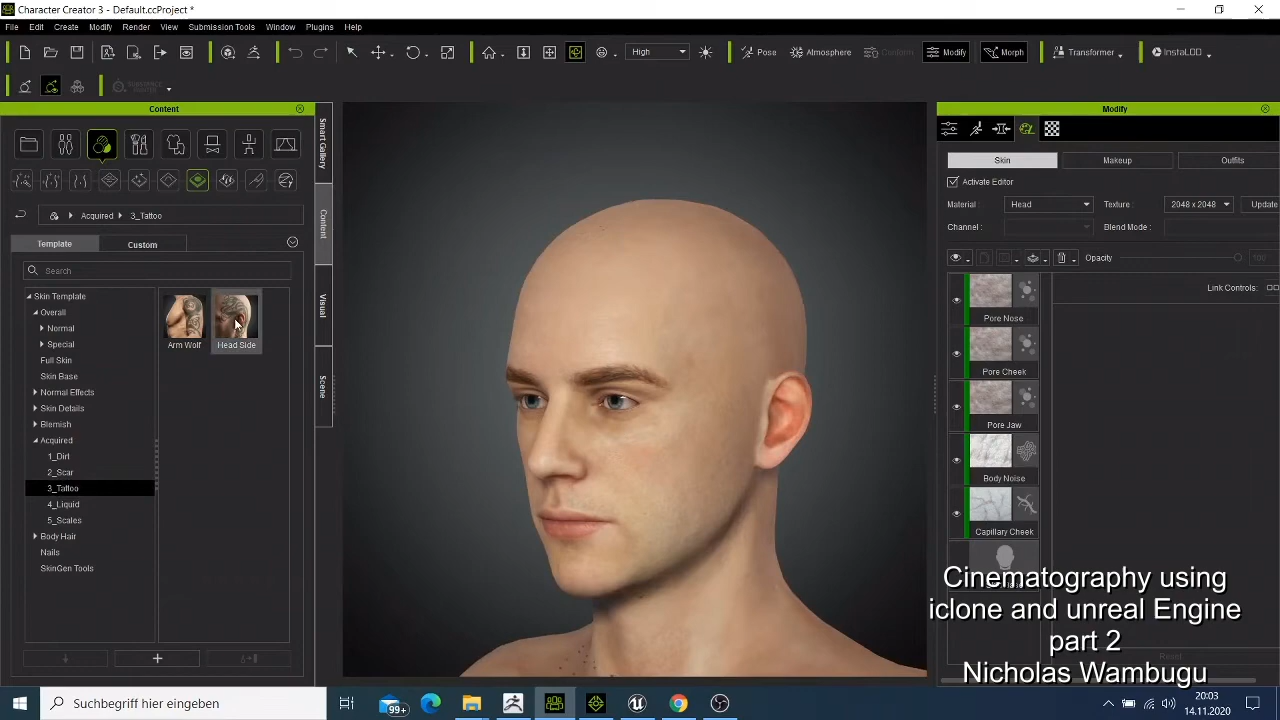 Character Creator 3 - Default.ccProject *
File Edit Create Modify Render View Submission Tools Window Plugins Help
High Pose Atmosphere Conform Modify Morph Transformer InstaLOD
Content
Modify
Smart Gallery
Content
Visual
Scene
Acquired 3_Tattoo
Template Custom
Search
Skin Template
Overall
Normal
Special
Full Skin
Skin Base
Normal Effects
Skin Details
Blemish
Acquired
1_Dirt
2_Scar
3_Tattoo
4_Liquid
5_Scales
Body Hair
Nails
SkinGen Tools
Arm Wolf
Head Side
Skin Makeup Outfits
Activate Editor
Material: Head Texture: 2048 x 2048 Update
Channel : Blend Mode :
Opacity 100
Link Controls:
Pore Nose
Pore Cheek
Pore Jaw
Body Noise
Capillary Cheek
Reset
Cinematography using
iclone and unreal Engine
part 2
Nicholas Wambugu
Suchbegriff hier eingeben
99+
20:03
14.11.2020